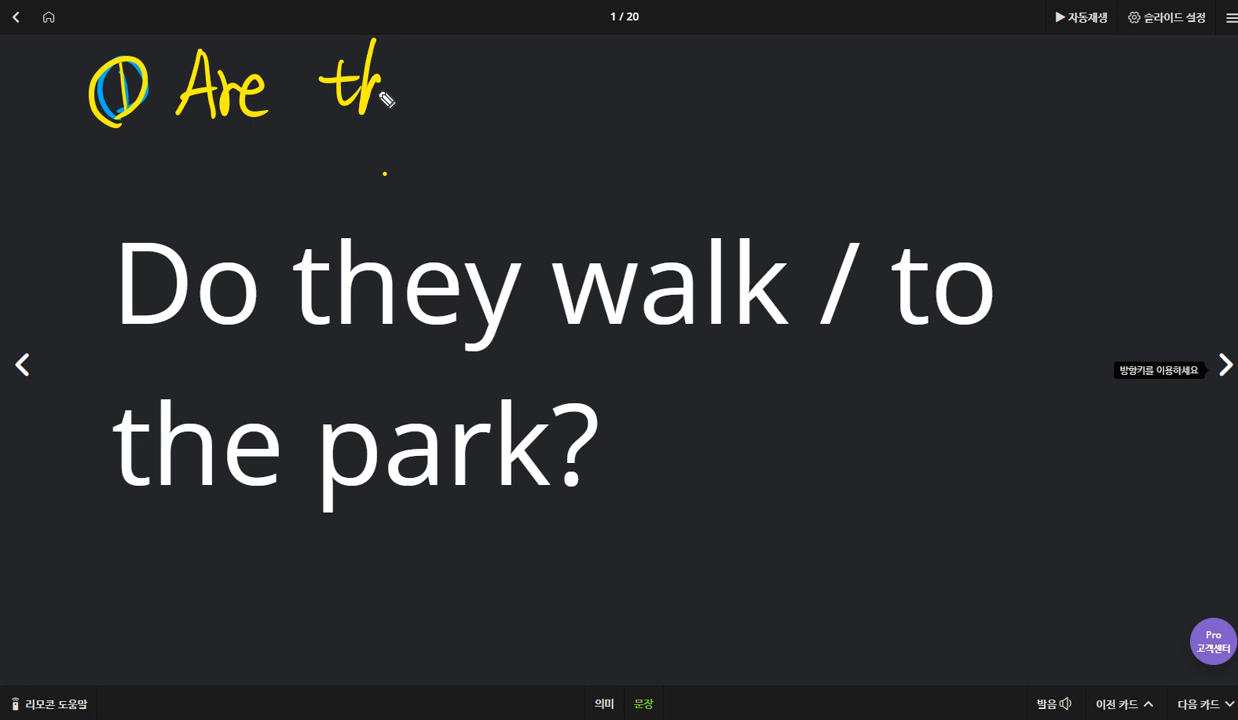 1 / 20
자동재생
슬라이드 설정
① Are th
Do they walk / to
the park?
방향키를 이용하세요
Pro
고객센터
리모콘 도움말
의미
문장
발음
이전 카드
다음 카드